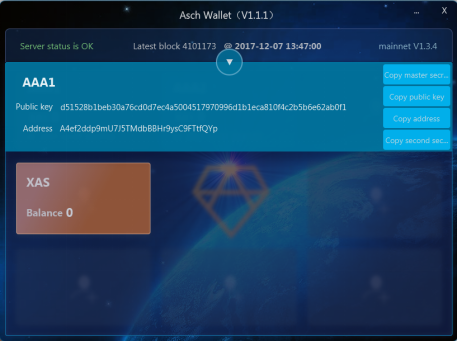 Asch Wallet（V1.1.1）
... X
Server status is OK Latest block 4101173 @ 2017-12-07 13:47:00 mainnet V1.3.4
AAA1
Copy master secr...
Public key d51528b1beb30a76cd0d7ec4a5004517970996d1b1eca810f4c2b5b6e62ab0f1
Copy public key
Address A4ef2ddp9mU7J5TMdbBBHr9ysC9FTtfQYp
Copy address
Copy second sec...
XAS
Balance 0